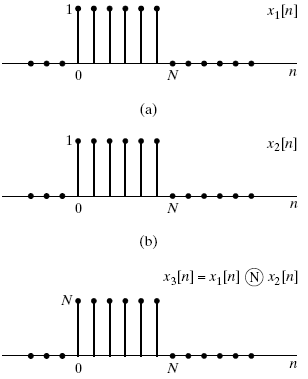 1
x₁[n]
0
N
n
(a)
1
x₂[n]
0
N
n
(b)
x₃[n] = x₁[n] Ⓝ x₂[n]
N
0
N
n